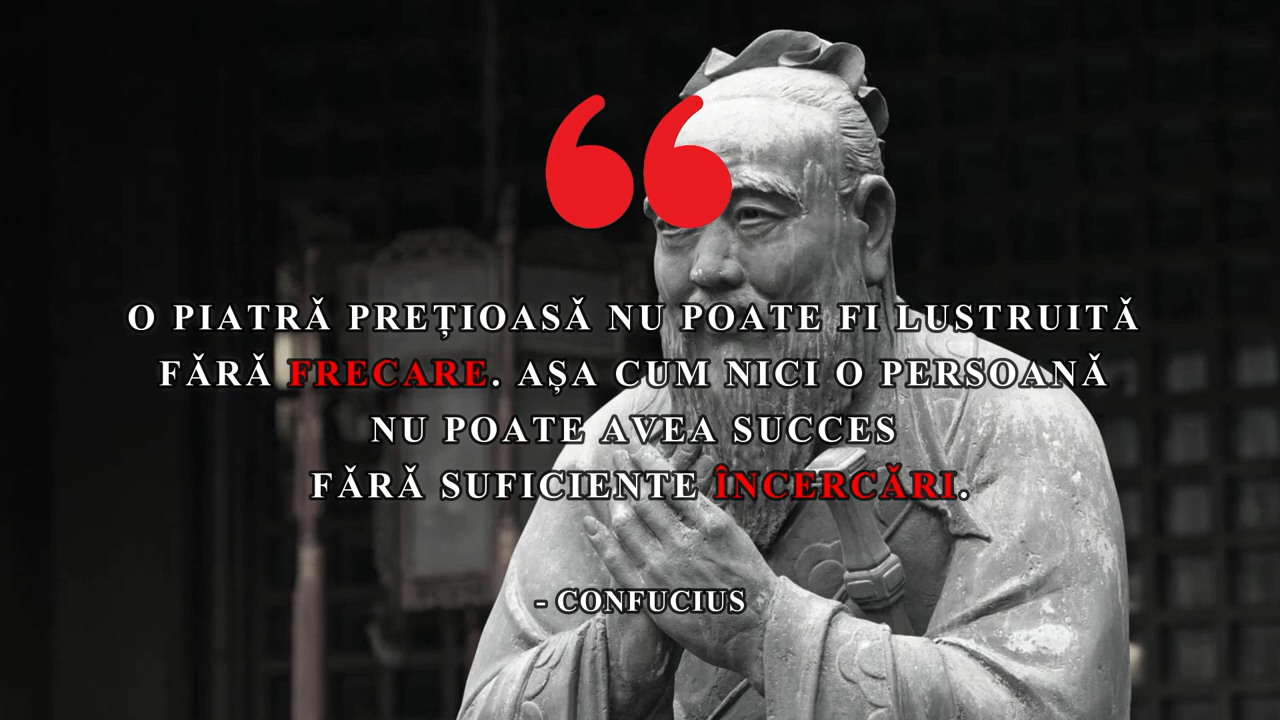 O PIATRĂ PREȚIOASĂ NU POATE FI LUSTRUITĂ
FĂRĂ FRECARE. AȘA CUM NICI O PERSOANĂ
NU POATE AVEA SUCCES
FĂRĂ SUFICIENTE ÎNCERCĂRI.
- CONFUCIUS